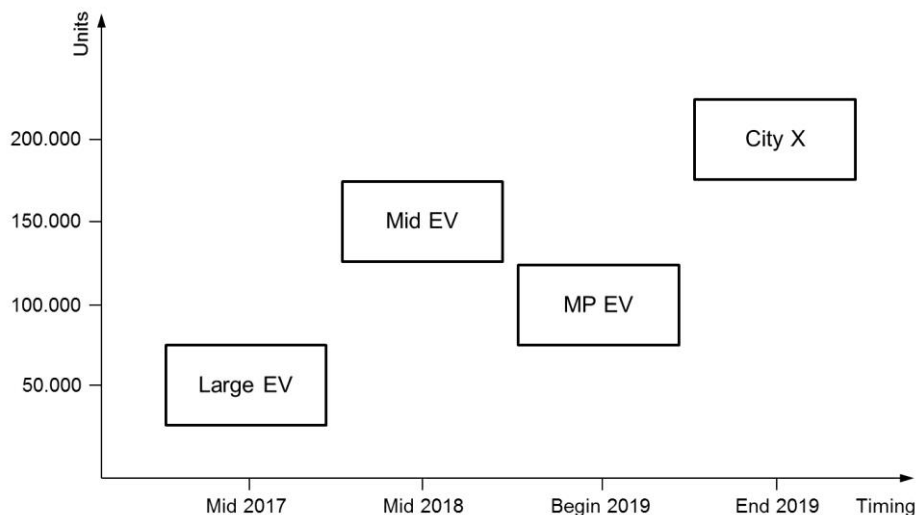 Units
200.000
City X
150.000
Mid EV
100.000
MP EV
50.000
Large EV
Mid 2017
Mid 2018
Begin 2019
End 2019
Timing